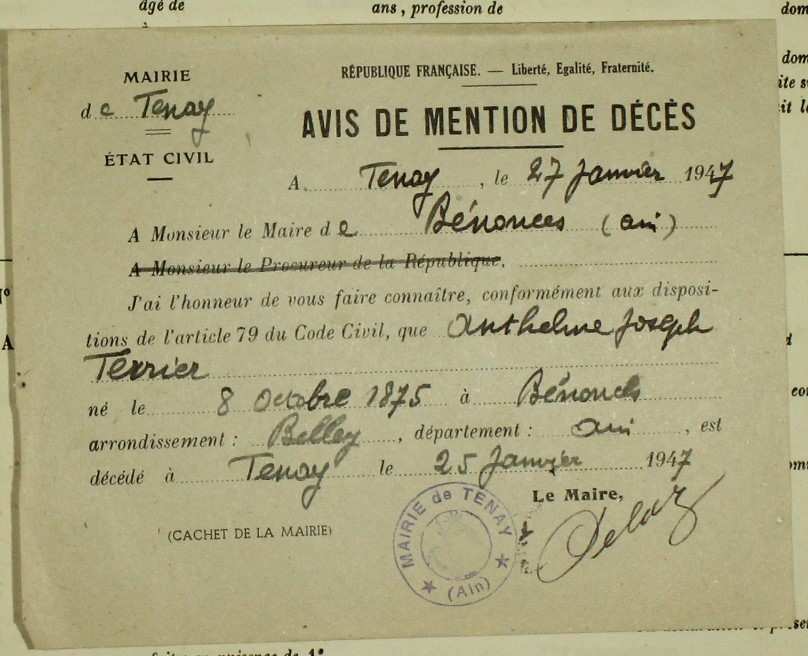 âgé de ans, profession de dom
MAIRIE
de Tenay
ÉTAT CIVIL
RÉPUBLIQUE FRANÇAISE. — Liberté, Egalité, Fraternité.
AVIS DE MENTION DE DÉCÈS
A Tenay, le 27 Janvier 1947
A Monsieur le Maire de Bénonces (ain)
A Monsieur le Procureur de la République,
J'ai l'honneur de vous faire connaître, conformément aux disposi-
tions de l'article 79 du Code Civil, que Anthelme Joseph
Terrier
né le 8 Octobre 1875 à Bénonces
arrondissement : Belley, département : ain, est
décédé à Tenay le 25 Janvier 1947
Le Maire,
(CACHET DE LA MAIRIE)
MAIRIE de TENAY
(Ain)